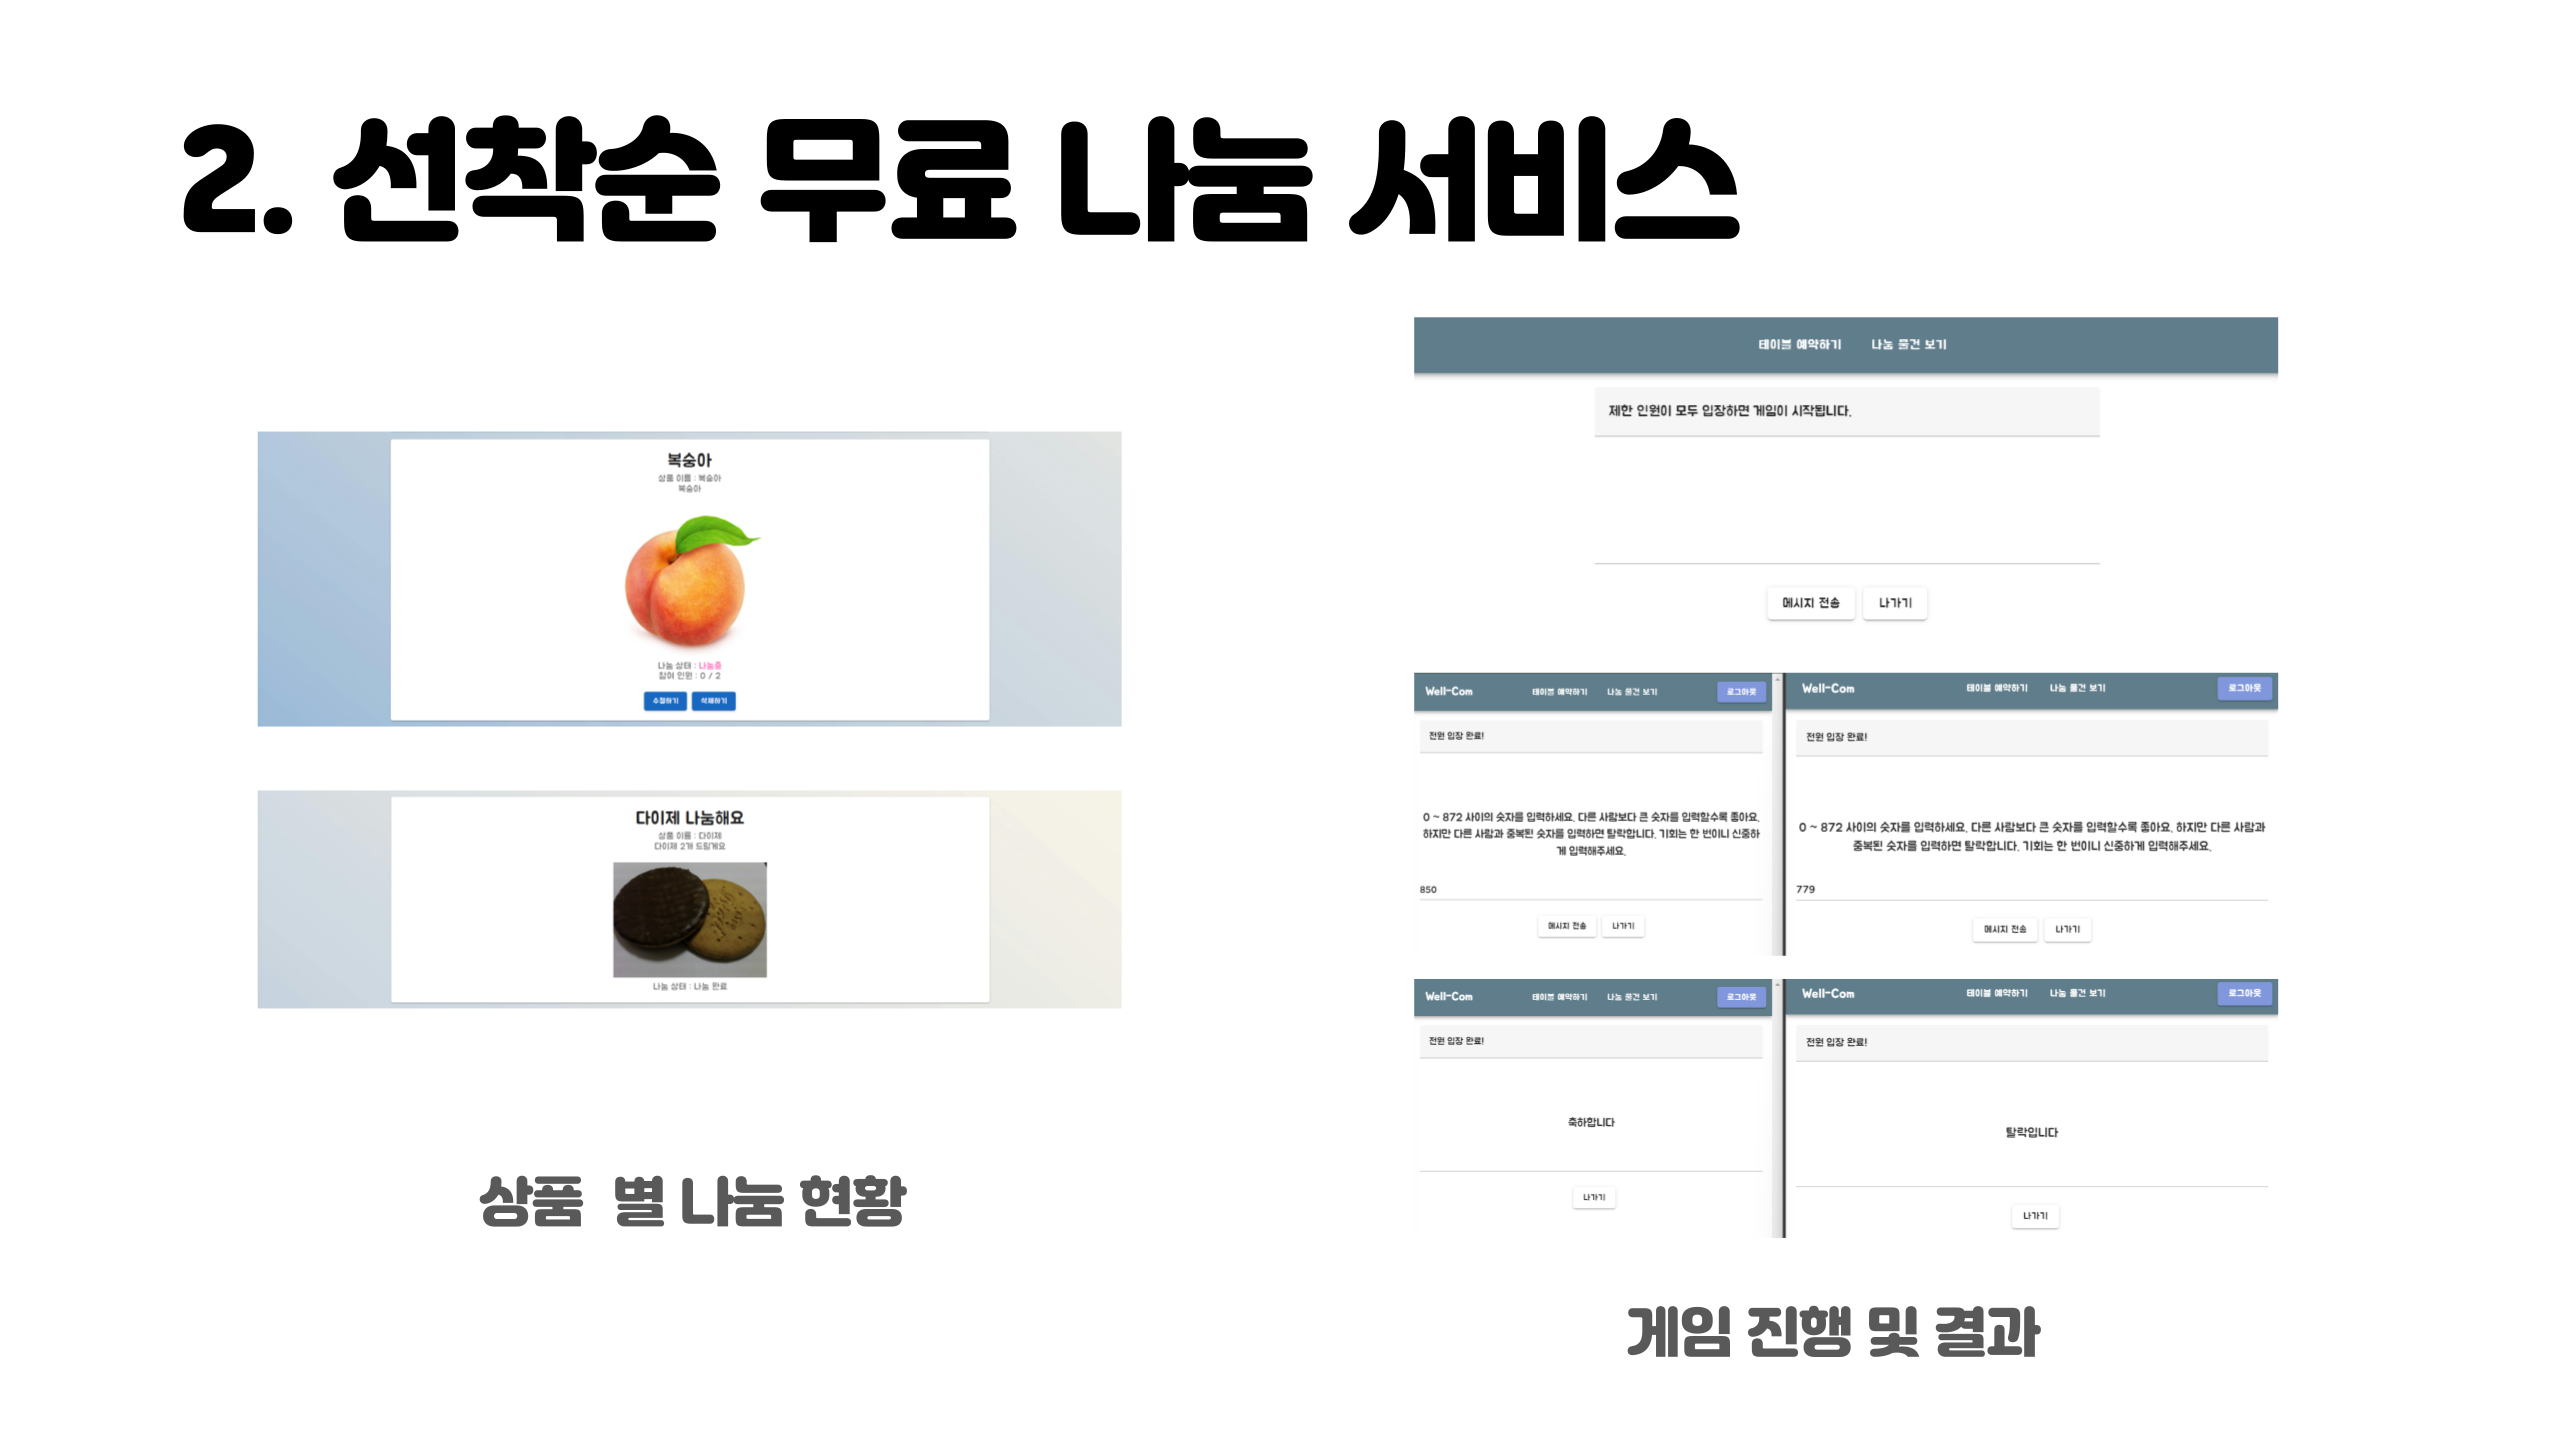 2. 선착순 무료 나눔 서비스
복숭아
상품 이름 : 복숭아
복숭아
나눔 상태 : 나눔중
참여 인원 : 0 / 2
수정하기 삭제하기
다이제 나눔해요
상품 이름 : 다이제
다이제 2개 드릴게요
나눔 상태 : 나눔 완료
상품 별 나눔 현황
테이블 예약하기 나눔 물건 보기
제한 인원이 모두 입장하면 게임이 시작됩니다.
메시지 전송 나가기
Well-Com 테이블 예약하기 나눔 물건 보기 로그아웃
전원 입장 완료!
0 ~ 872 사이의 숫자를 입력하세요. 다른 사람보다 큰 숫자를 입력할수록 좋아요.
하지만 다른 사람과 중복된 숫자를 입력하면 탈락합니다. 기회는 한 번이니 신중하
게 입력해주세요.
850
메시지 전송 나가기
Well-Com 테이블 예약하기 나눔 물건 보기 로그아웃
전원 입장 완료!
0 ~ 872 사이의 숫자를 입력하세요. 다른 사람보다 큰 숫자를 입력할수록 좋아요. 하지만 다른 사람과
중복된 숫자를 입력하면 탈락합니다. 기회는 한 번이니 신중하게 입력해주세요.
779
메시지 전송 나가기
Well-Com 테이블 예약하기 나눔 물건 보기 로그아웃
전원 입장 완료!
축하합니다
나가기
Well-Com 테이블 예약하기 나눔 물건 보기 로그아웃
전원 입장 완료!
탈락입니다
나가기
게임 진행 및 결과